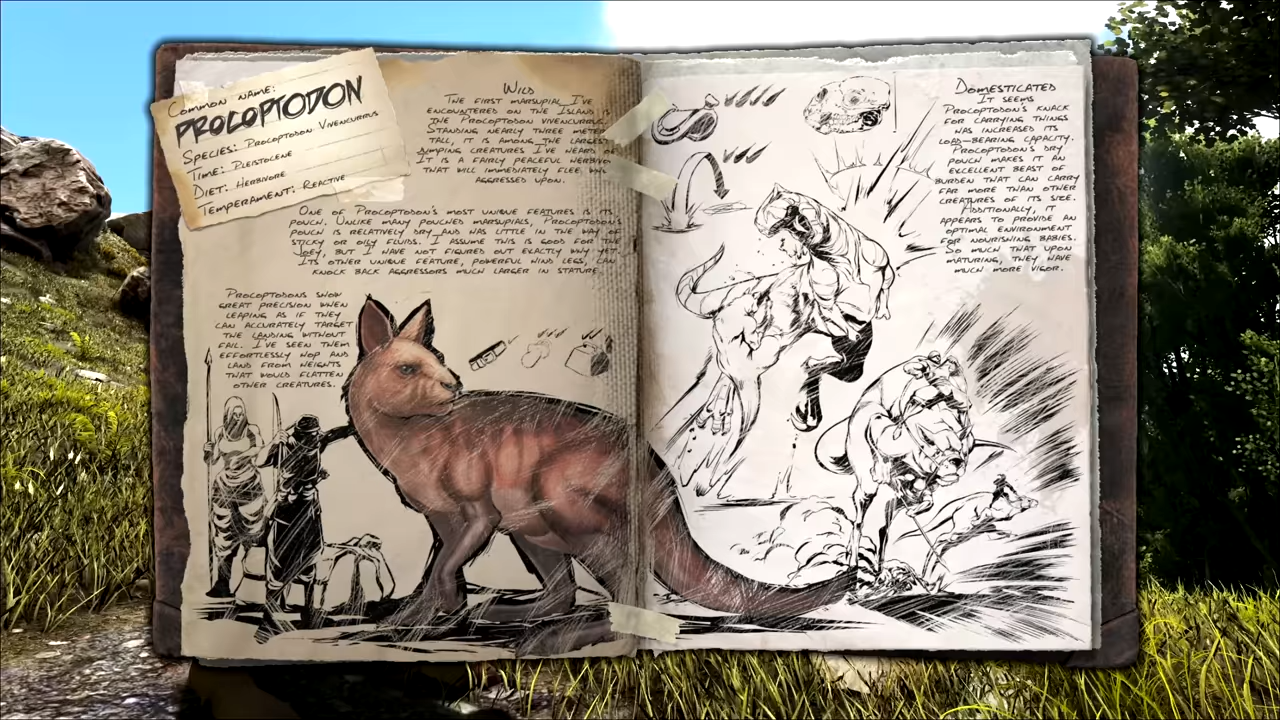 Common name:
Procoptodon
Species: Procoptodon Vivencurrus
Time: Pleistocene
Diet: Herbivore
Temperament: Reactive
Wild
The first marsupial I've
encountered on the Island is
the Procoptodon vivencurrus.
Standing nearly three meters
tall, it is among the largest
jumping creatures I've heard of.
It is a fairly peaceful herbivore
that will immediately flee when
aggressed upon.
One of Procoptodon's most unique features is its
pouch. Unlike many pouched marsupials, Procoptodon's
pouch is relatively dry and was little in the way of
sticky or oily fluids. I assume this is good for the
joey, but I have not figured out exactly why yet.
Its other unique feature, powerful hind legs, can
knock back aggressors much larger in stature.
Procoptodons show
great precision when
leaping as if they
can accurately target
the landing without
fail. I've seen them
effortlessly hop and
land from heights
that would flatten
other creatures.
Domesticated
It seems
Procoptodon's knack
for carrying things
was increased its
load-bearing capacity.
Procoptodon's dry
pouch makes it an
excellent beast of
burden that can carry
far more than other
creatures of its size.
Additionally, it
appears to provide an
optimal environment
for nourishing babies.
So much that upon
maturing, they have
much more vigor.